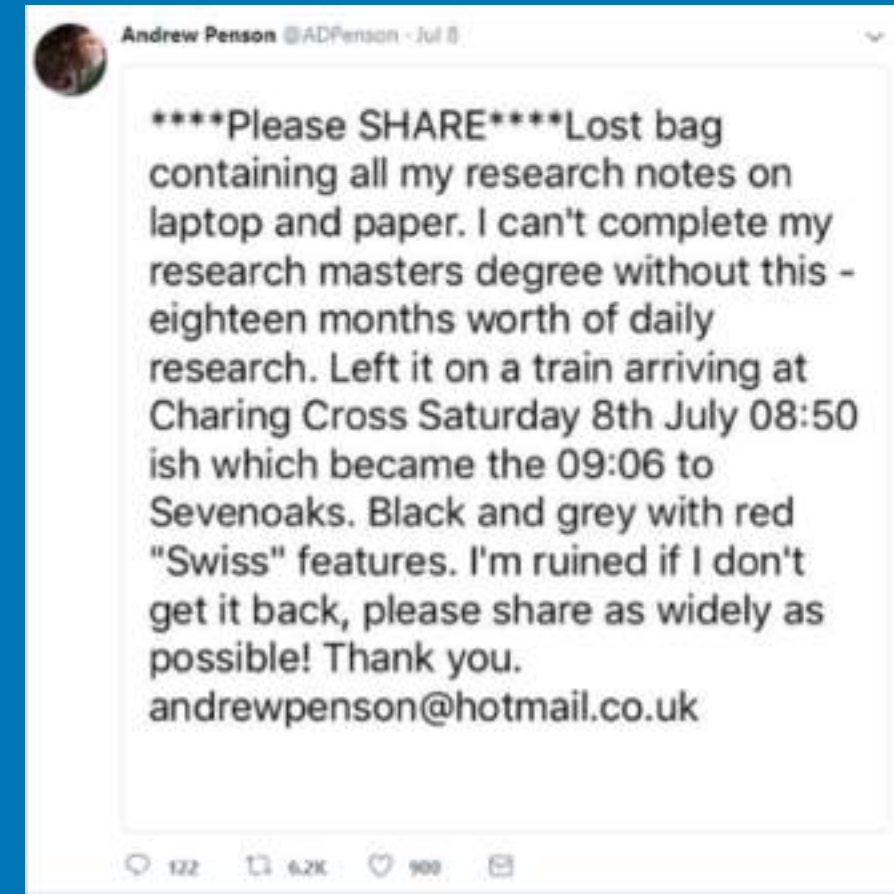 Andrew Penson @ADPenson · Jul 8
****Please SHARE****Lost bag
containing all my research notes on
laptop and paper. I can't complete my
research masters degree without this -
eighteen months worth of daily
research. Left it on a train arriving at
Charing Cross Saturday 8th July 08:50
ish which became the 09:06 to
Sevenoaks. Black and grey with red
"Swiss" features. I'm ruined if I don't
get it back, please share as widely as
possible! Thank you.
andrewpenson@hotmail.co.uk
122 6.2K 900